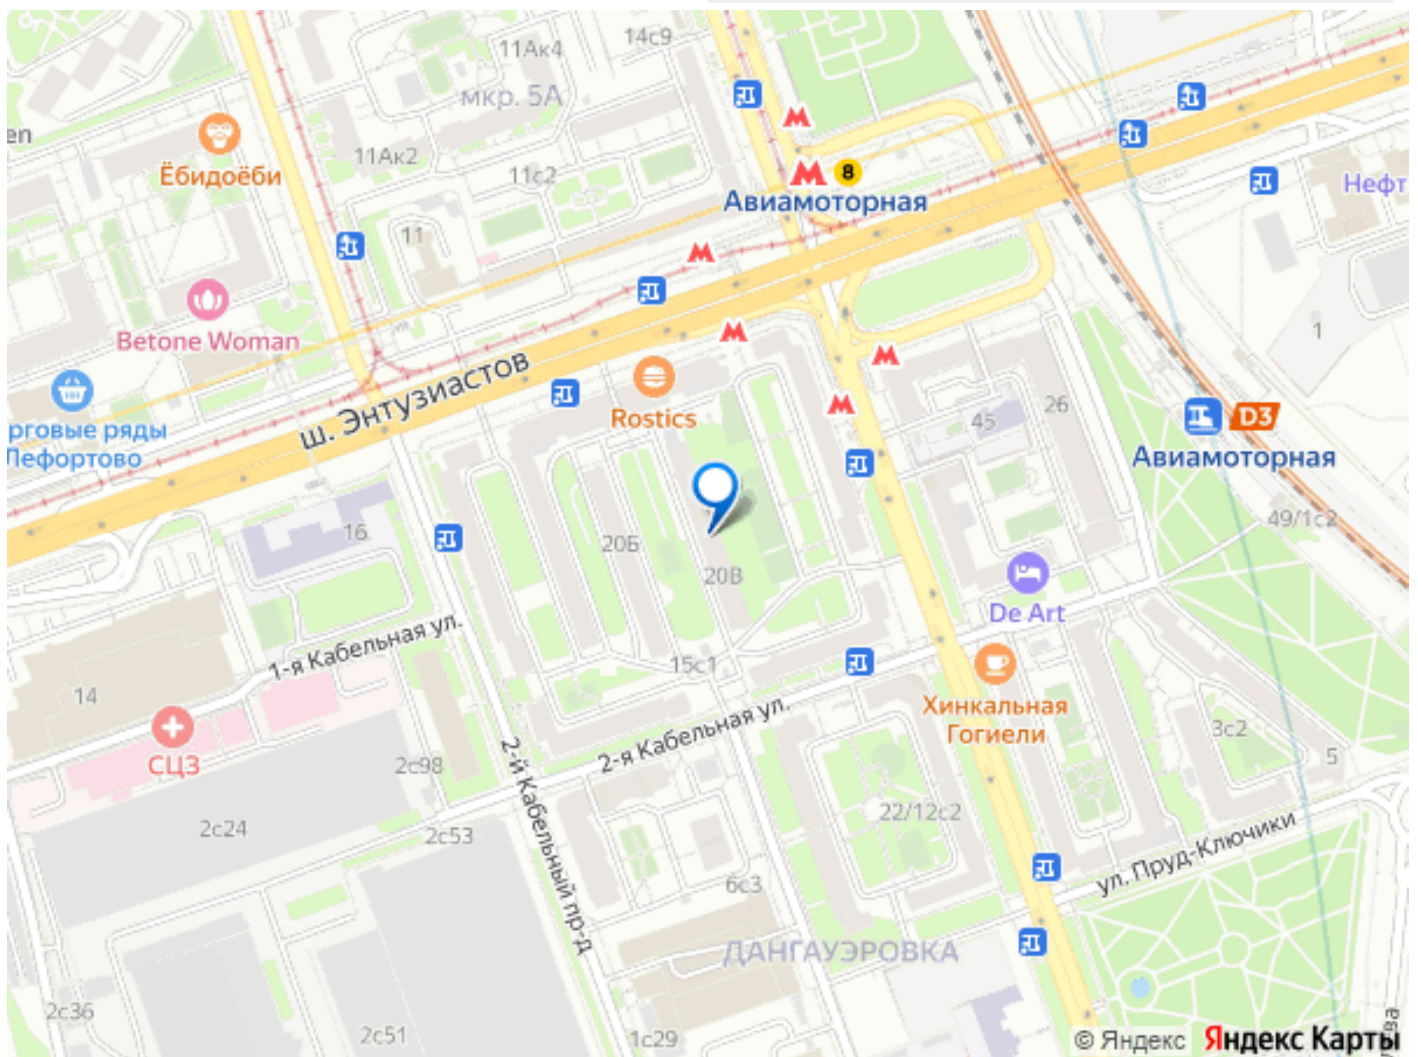 14с9
11Ак4
мкр. 5А
en
11Ак2
Ёбидоёби
11с2
8
Авиамоторная
Нефт
11
Betone Woman
1
ш. Энтузиастов
Rostics
26
45
D3
Авиамоторная
рговые ряды
Лефортово
49/1с2
16
20Б
20В
De Art
1-я Кабельная ул.
15с1
14
2-я Кабельная ул.
Хинкальная
Гогиели
3с2
5
СЦЗ
2с98
2-й Кабельный пр-д
2с24
2с53
22/12с2
ул. Пруд-Ключики
6с3
ДАНГАУЭРОВКА
2с36
2с51
1с29
© Яндекс Яндекс Карты